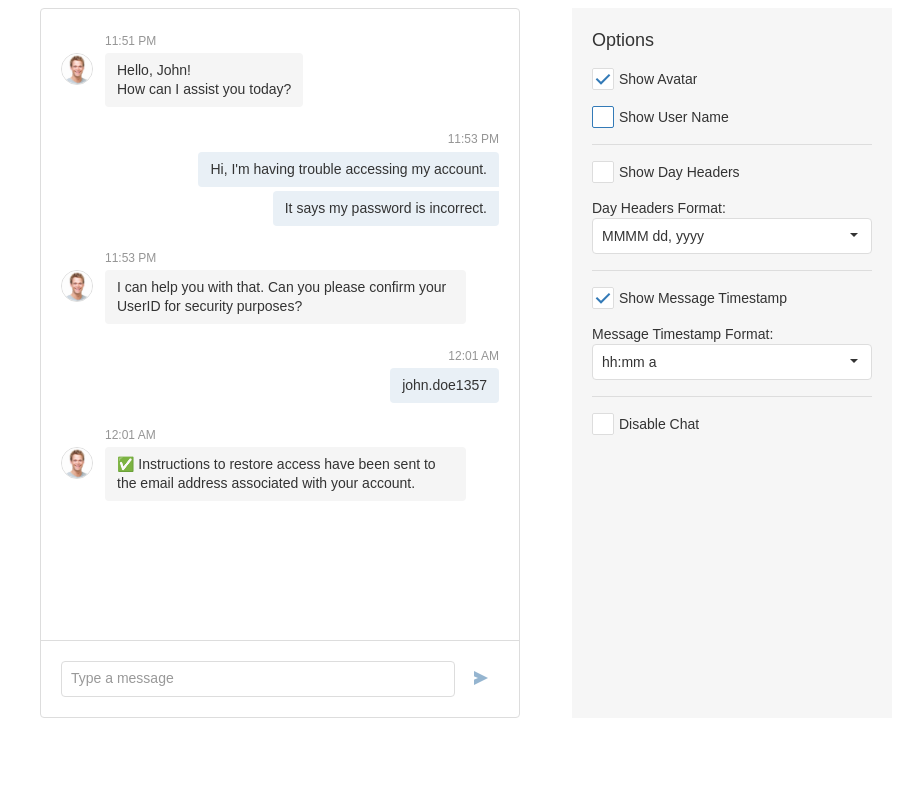 11:51 PM
Hello, John!
How can I assist you today?
11:53 PM
Hi, I'm having trouble accessing my account.
It says my password is incorrect.
11:53 PM
I can help you with that. Can you please confirm your
UserID for security purposes?
12:01 AM
john.doe1357
12:01 AM
✅ Instructions to restore access have been sent to
the email address associated with your account.
Type a message
Options
Show Avatar
Show User Name
Show Day Headers
Day Headers Format:
MMMM dd, yyyy
Show Message Timestamp
Message Timestamp Format:
hh:mm a
Disable Chat